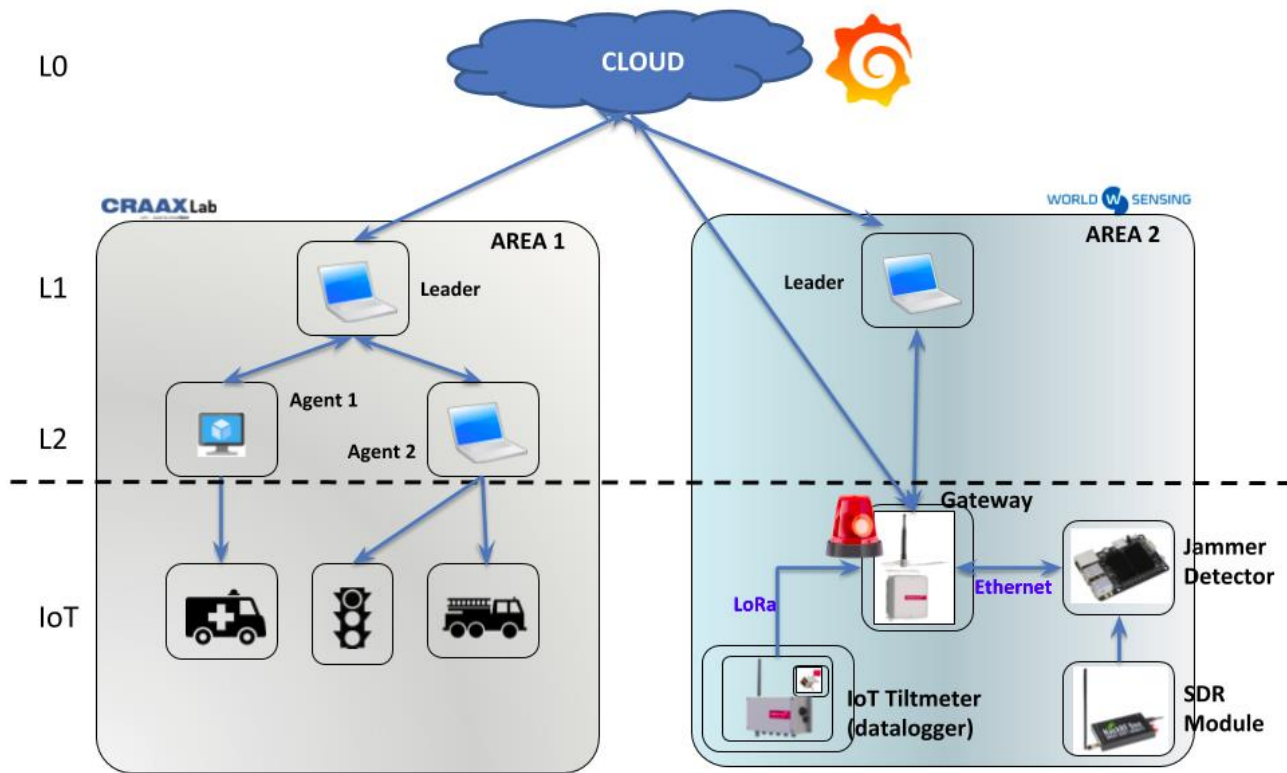 L0
CLOUD
CRAAX Lab
WORLD W SENSING
AREA 1
AREA 2
L1
Leader
Leader
Agent 1
L2
Agent 2
Gateway
Jammer
Detector
LoRa
Ethernet
IoT
IoT Tiltmeter
(datalogger)
SDR
Module